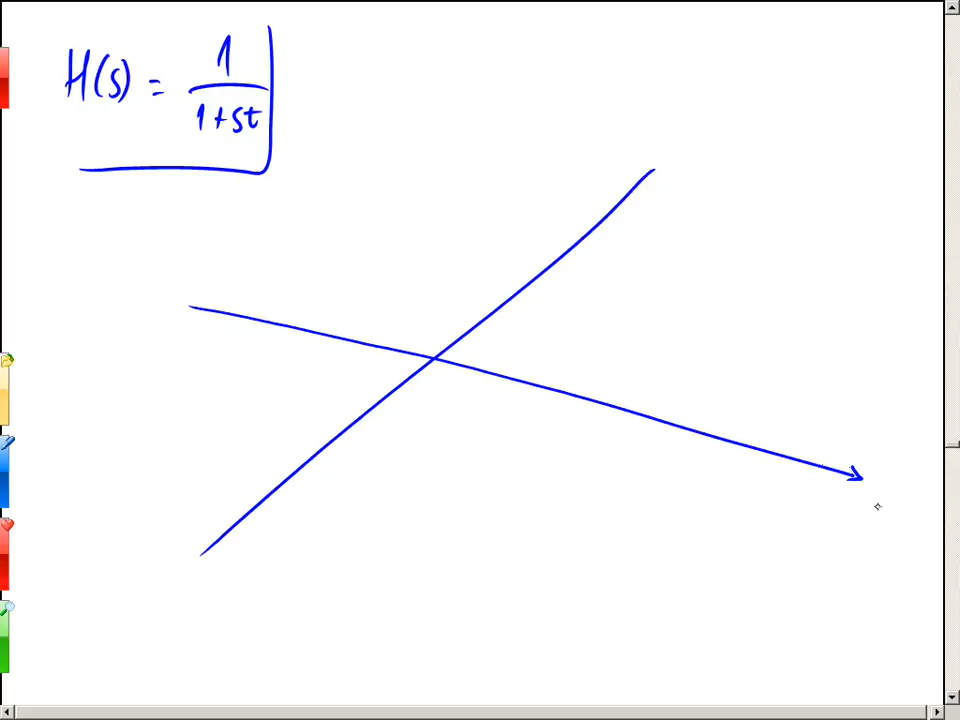 H(s) = 1/(1+st)